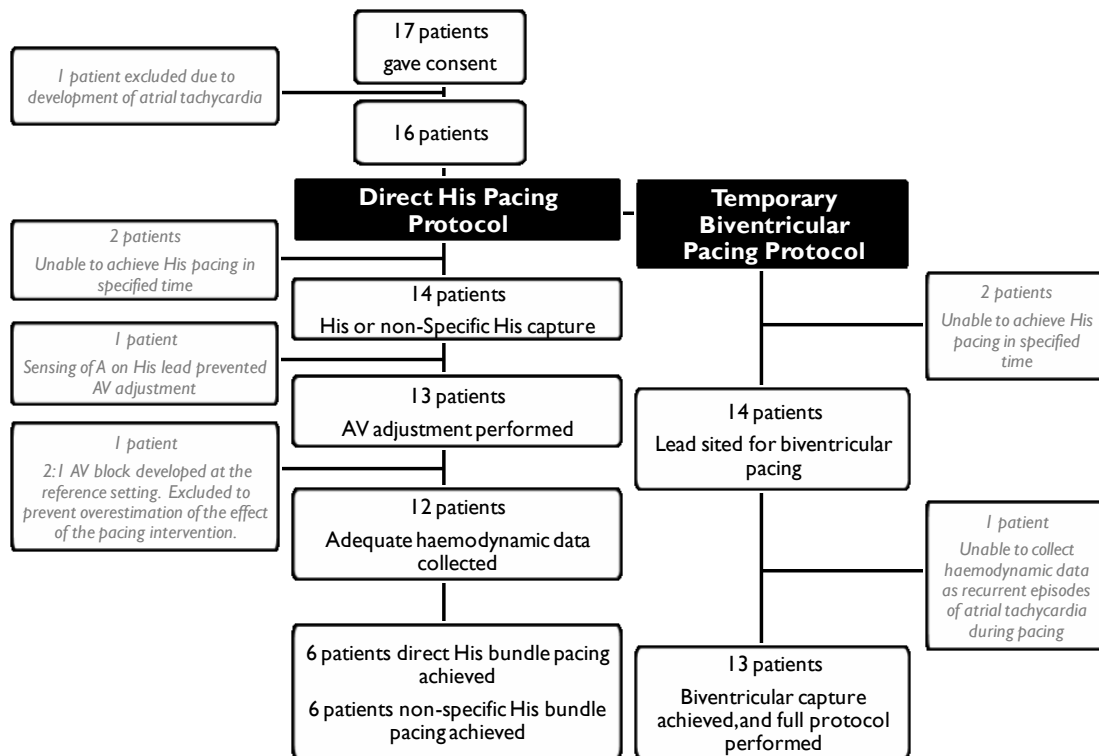 17 patients
gave consent
1 patient excluded due to
development of atrial tachycardia
16 patients
Direct His Pacing
Protocol
Temporary
Biventricular
Pacing Protocol
2 patients
Unable to achieve His pacing in
specified time
14 patients
His or non-Specific His capture
1 patient
Sensing of A on His lead prevented
AV adjustment
13 patients
AV adjustment performed
1 patient
2:1 AV block developed at the
reference setting. Excluded to
prevent overestimation of the effect
of the pacing intervention.
12 patients
Adequate haemodynamic data
collected
6 patients direct His bundle pacing
achieved
6 patients non-specific His bundle
pacing achieved
2 patients
Unable to achieve His
pacing in specified
time
14 patients
Lead sited for biventricular
pacing
1 patient
Unable to collect
haemodynamic data
as recurrent episodes
of atrial tachycardia
during pacing
13 patients
Biventricular capture
achieved,and full protocol
performed